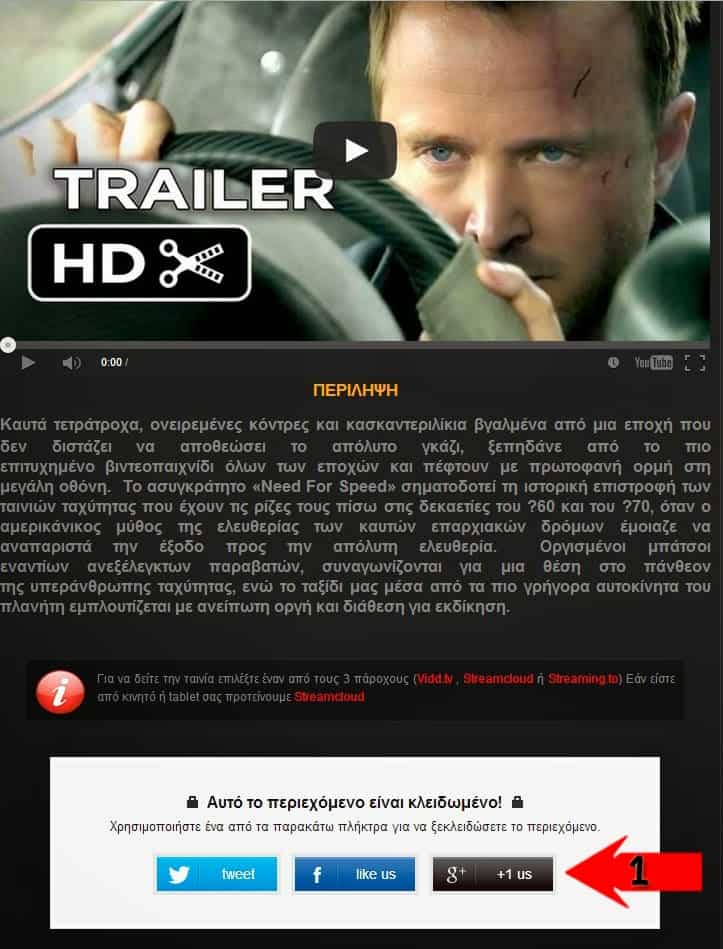 TRAILER
HD
0:00 /
YouTube
ΠΕΡΙΛΗΨΗ
Καυτά τετράτροχα, ονειρεμένες κόντρες και κασκαντεριλίκια βγαλμένα από μια εποχή που
δεν διστάζει να αποθεώσει το απόλυτο γκάζι, ξεπηδάνε από το πιο
επιτυχημένο βιντεοπαιχνίδι όλων των εποχών και πέφτουν με πρωτοφανή ορμή στη
μεγάλη οθόνη. Το ασυγκράτητο «Need For Speed» σηματοδοτεί τη ιστορική επιστροφή των
ταινιών ταχύτητας που έχουν τις ρίζες τους πίσω στις δεκαετίες του ?60 και του ?70, όταν ο
αμερικάνικος μύθος της ελευθερίας των καυτών επαρχιακών δρόμων έμοιαζε να
αναπαριστά την έξοδο προς την απόλυτη ελευθερία. Οργισμένοι μπάτσοι
εναντίων ανεξέλεγκτων παραβατών, συναγωνίζονται για μια θέση στο πάνθεον
της υπεράνθρωπης ταχύτητας, ενώ το ταξίδι μας μέσα από τα πιο γρήγορα αυτοκίνητα του
πλανήτη εμπλουτίζεται με ανείπωτη οργή και διάθεση για εκδίκηση.
Για να δείτε την ταινία επιλέξτε έναν από τους 3 πάροχους (Vidd.tv , Streamcloud ή Streaming.to) Εάν είστε
από κινητό ή tablet σας προτείνουμε Streamcloud
Αυτό το περιεχόμενο είναι κλειδωμένο!
Χρησιμοποιήστε ένα από τα παρακάτω πλήκτρα για να ξεκλειδώσετε το περιεχόμενο.
tweet
like us
g+ +1 us
1